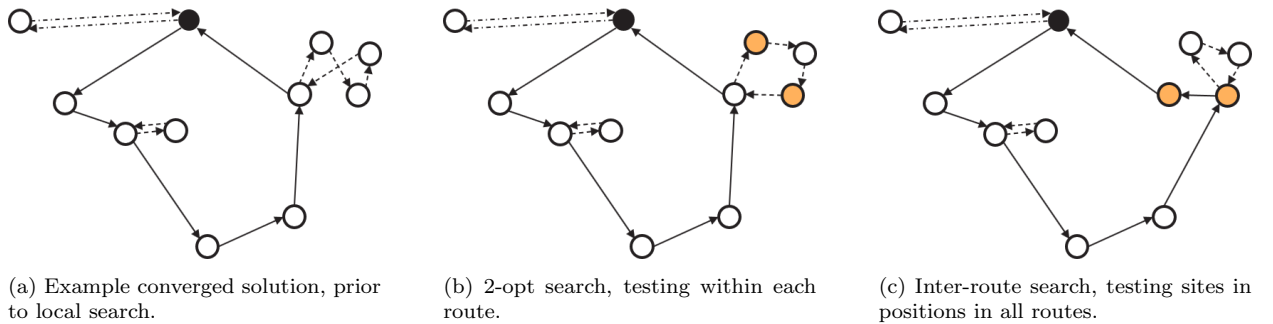 (a) Example converged solution, prior
to local search.
(b) 2-opt search, testing within each
route.
(c) Inter-route search, testing sites in
positions in all routes.